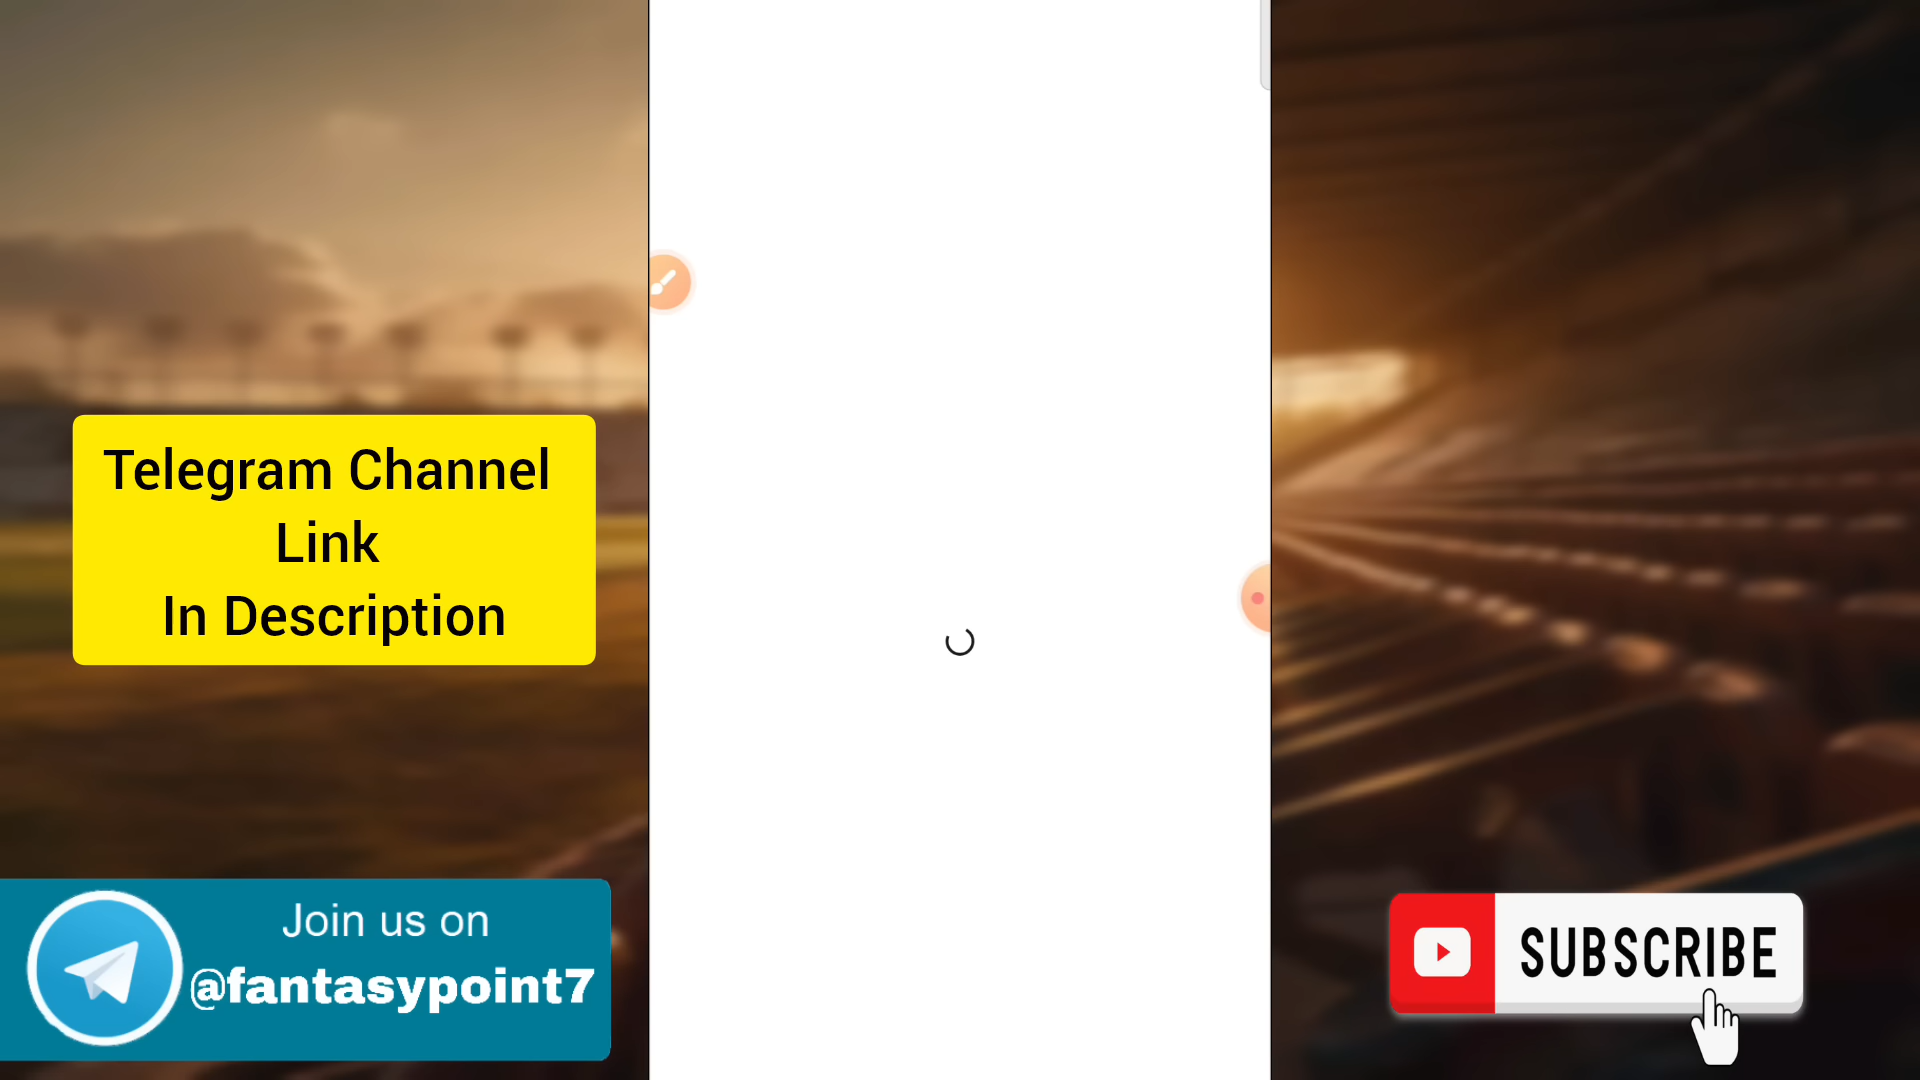 Telegram Channel
Link
In Description
Join us on
@fantasypoint7
SUBSCRIBE